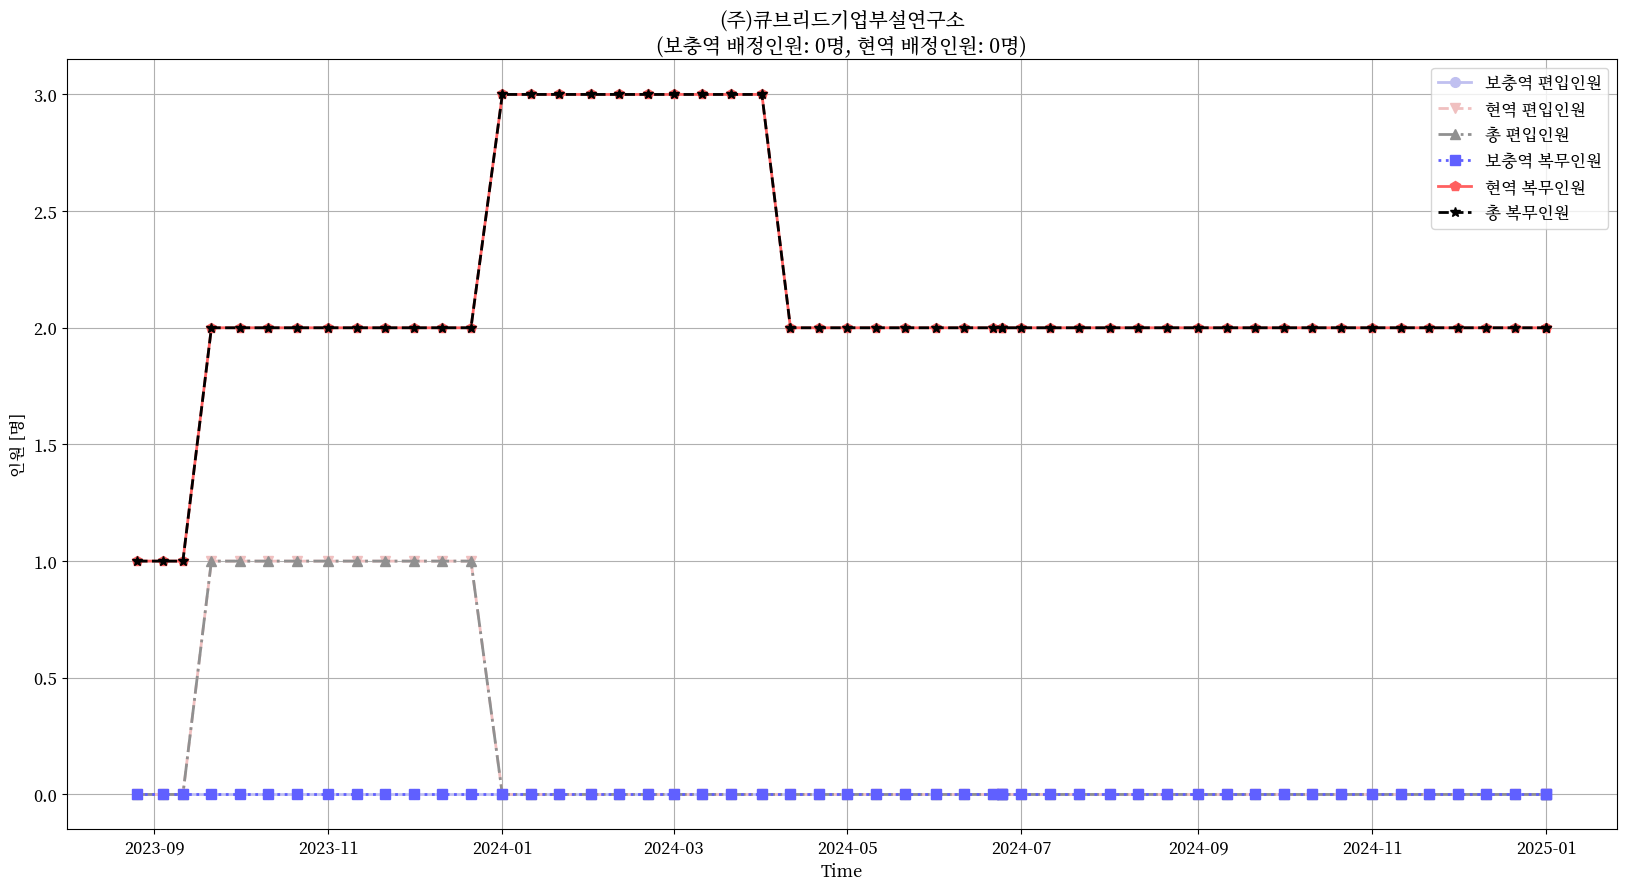 (주)큐브리드기업부설연구소
(보충역 배정인원: 0명, 현역 배정인원: 0명)
보충역 편입인원
현역 편입인원
총 편입인원
보충역 복무인원
현역 복무인원
총 복무인원
인원 [명]
3.0
2.5
2.0
1.5
1.0
0.5
0.0
2023-09
2023-11
2024-01
2024-03
2024-05
2024-07
2024-09
2024-11
2025-01
Time